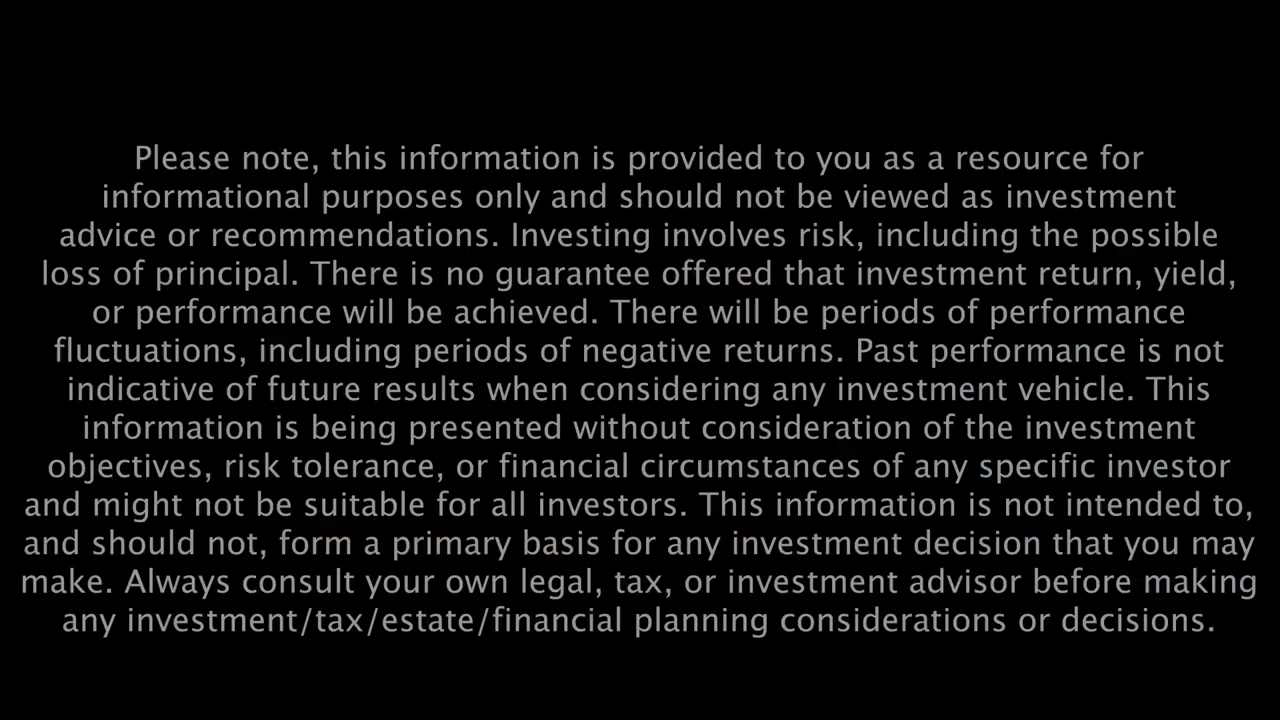 Please note, this information is provided to you as a resource for
informational purposes only and should not be viewed as investment
advice or recommendations. Investing involves risk, including the possible
loss of principal. There is no guarantee offered that investment return, yield,
or performance will be achieved. There will be periods of performance
fluctuations, including periods of negative returns. Past performance is not
indicative of future results when considering any investment vehicle. This
information is being presented without consideration of the investment
objectives, risk tolerance, or financial circumstances of any specific investor
and might not be suitable for all investors. This information is not intended to,
and should not, form a primary basis for any investment decision that you may
make. Always consult your own legal, tax, or investment advisor before making
any investment/tax/estate/financial planning considerations or decisions.